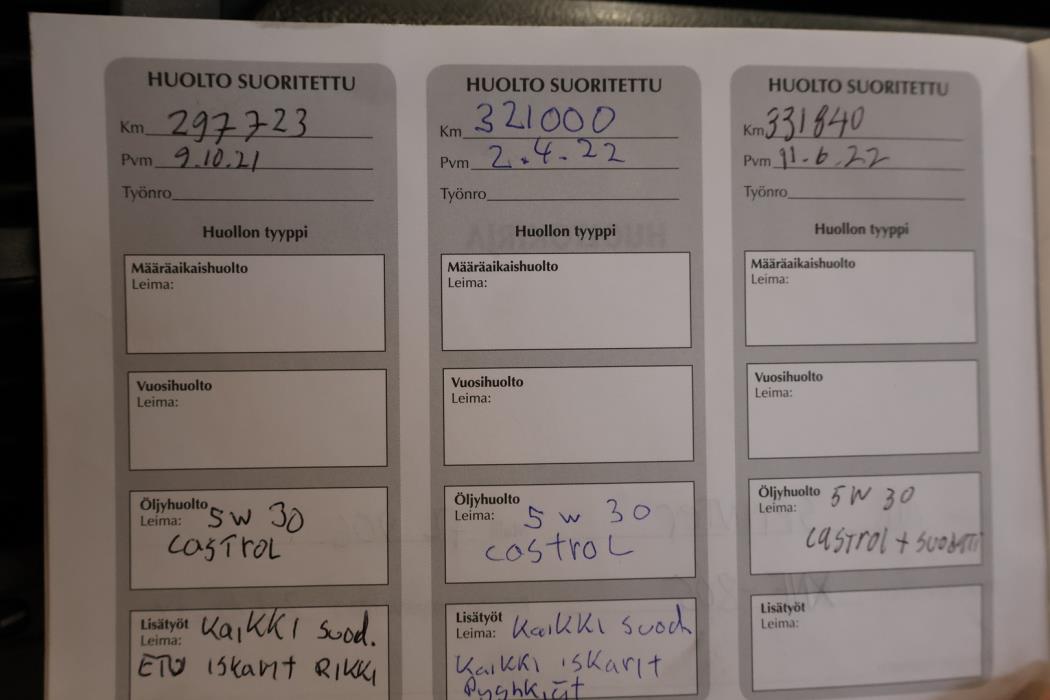 HUOLTO SUORITETTU
Km 297723
Pvm 9.10.21
Työnro
Huollon tyyppi
Määräaikaishuolto
Leima:
Vuosihuolto
Leima:
Öljyhuolto 5W 30
Leima:
CASTROL
Lisätyöt KAIKKI SUOD.
Leima:
ETU ISKARIT RIKKI
HUOLTO SUORITETTU
Km 321000
Pvm 2.4.22
Työnro
Huollon tyyppi
Määräaikaishuolto
Leima:
Vuosihuolto
Leima:
Öljyhuolto
Leima: 5 W 30
CASTROL
Lisätyöt
Leima: KAIKKI SUOD
KAIKKI ISKARIT
HUOLTO SUORITETTU
Km 331840
Pvm 11.6.22
Työnro
Huollon tyyppi
Määräaikaishuolto
Leima:
Vuosihuolto
Leima:
Öljyhuolto 5W 30
Leima:
CASTROL +
Lisätyöt
Leima: